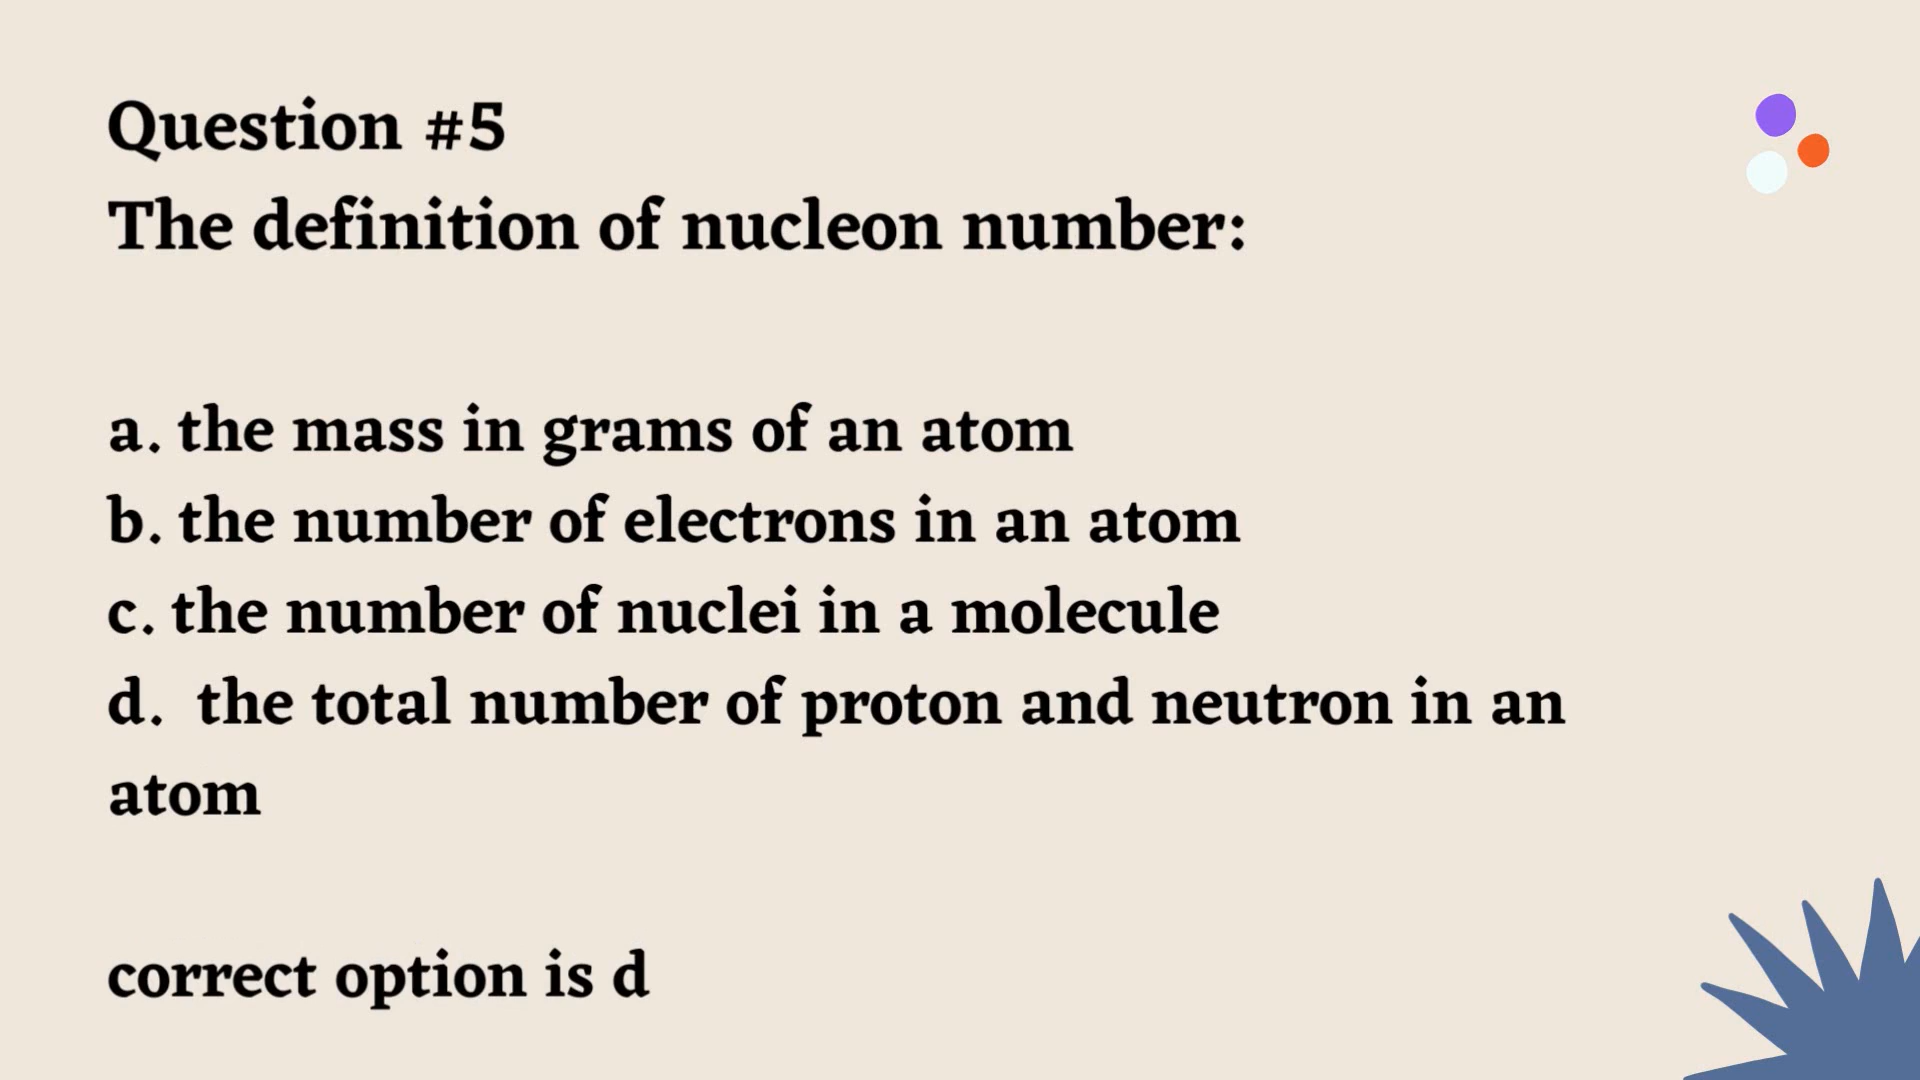 Question #5
The definition of nucleon number:
a. the mass in grams of an atom
b. the number of electrons in an atom
c. the number of nuclei in a molecule
d.  the total number of proton and neutron in an
atom
correct option is d